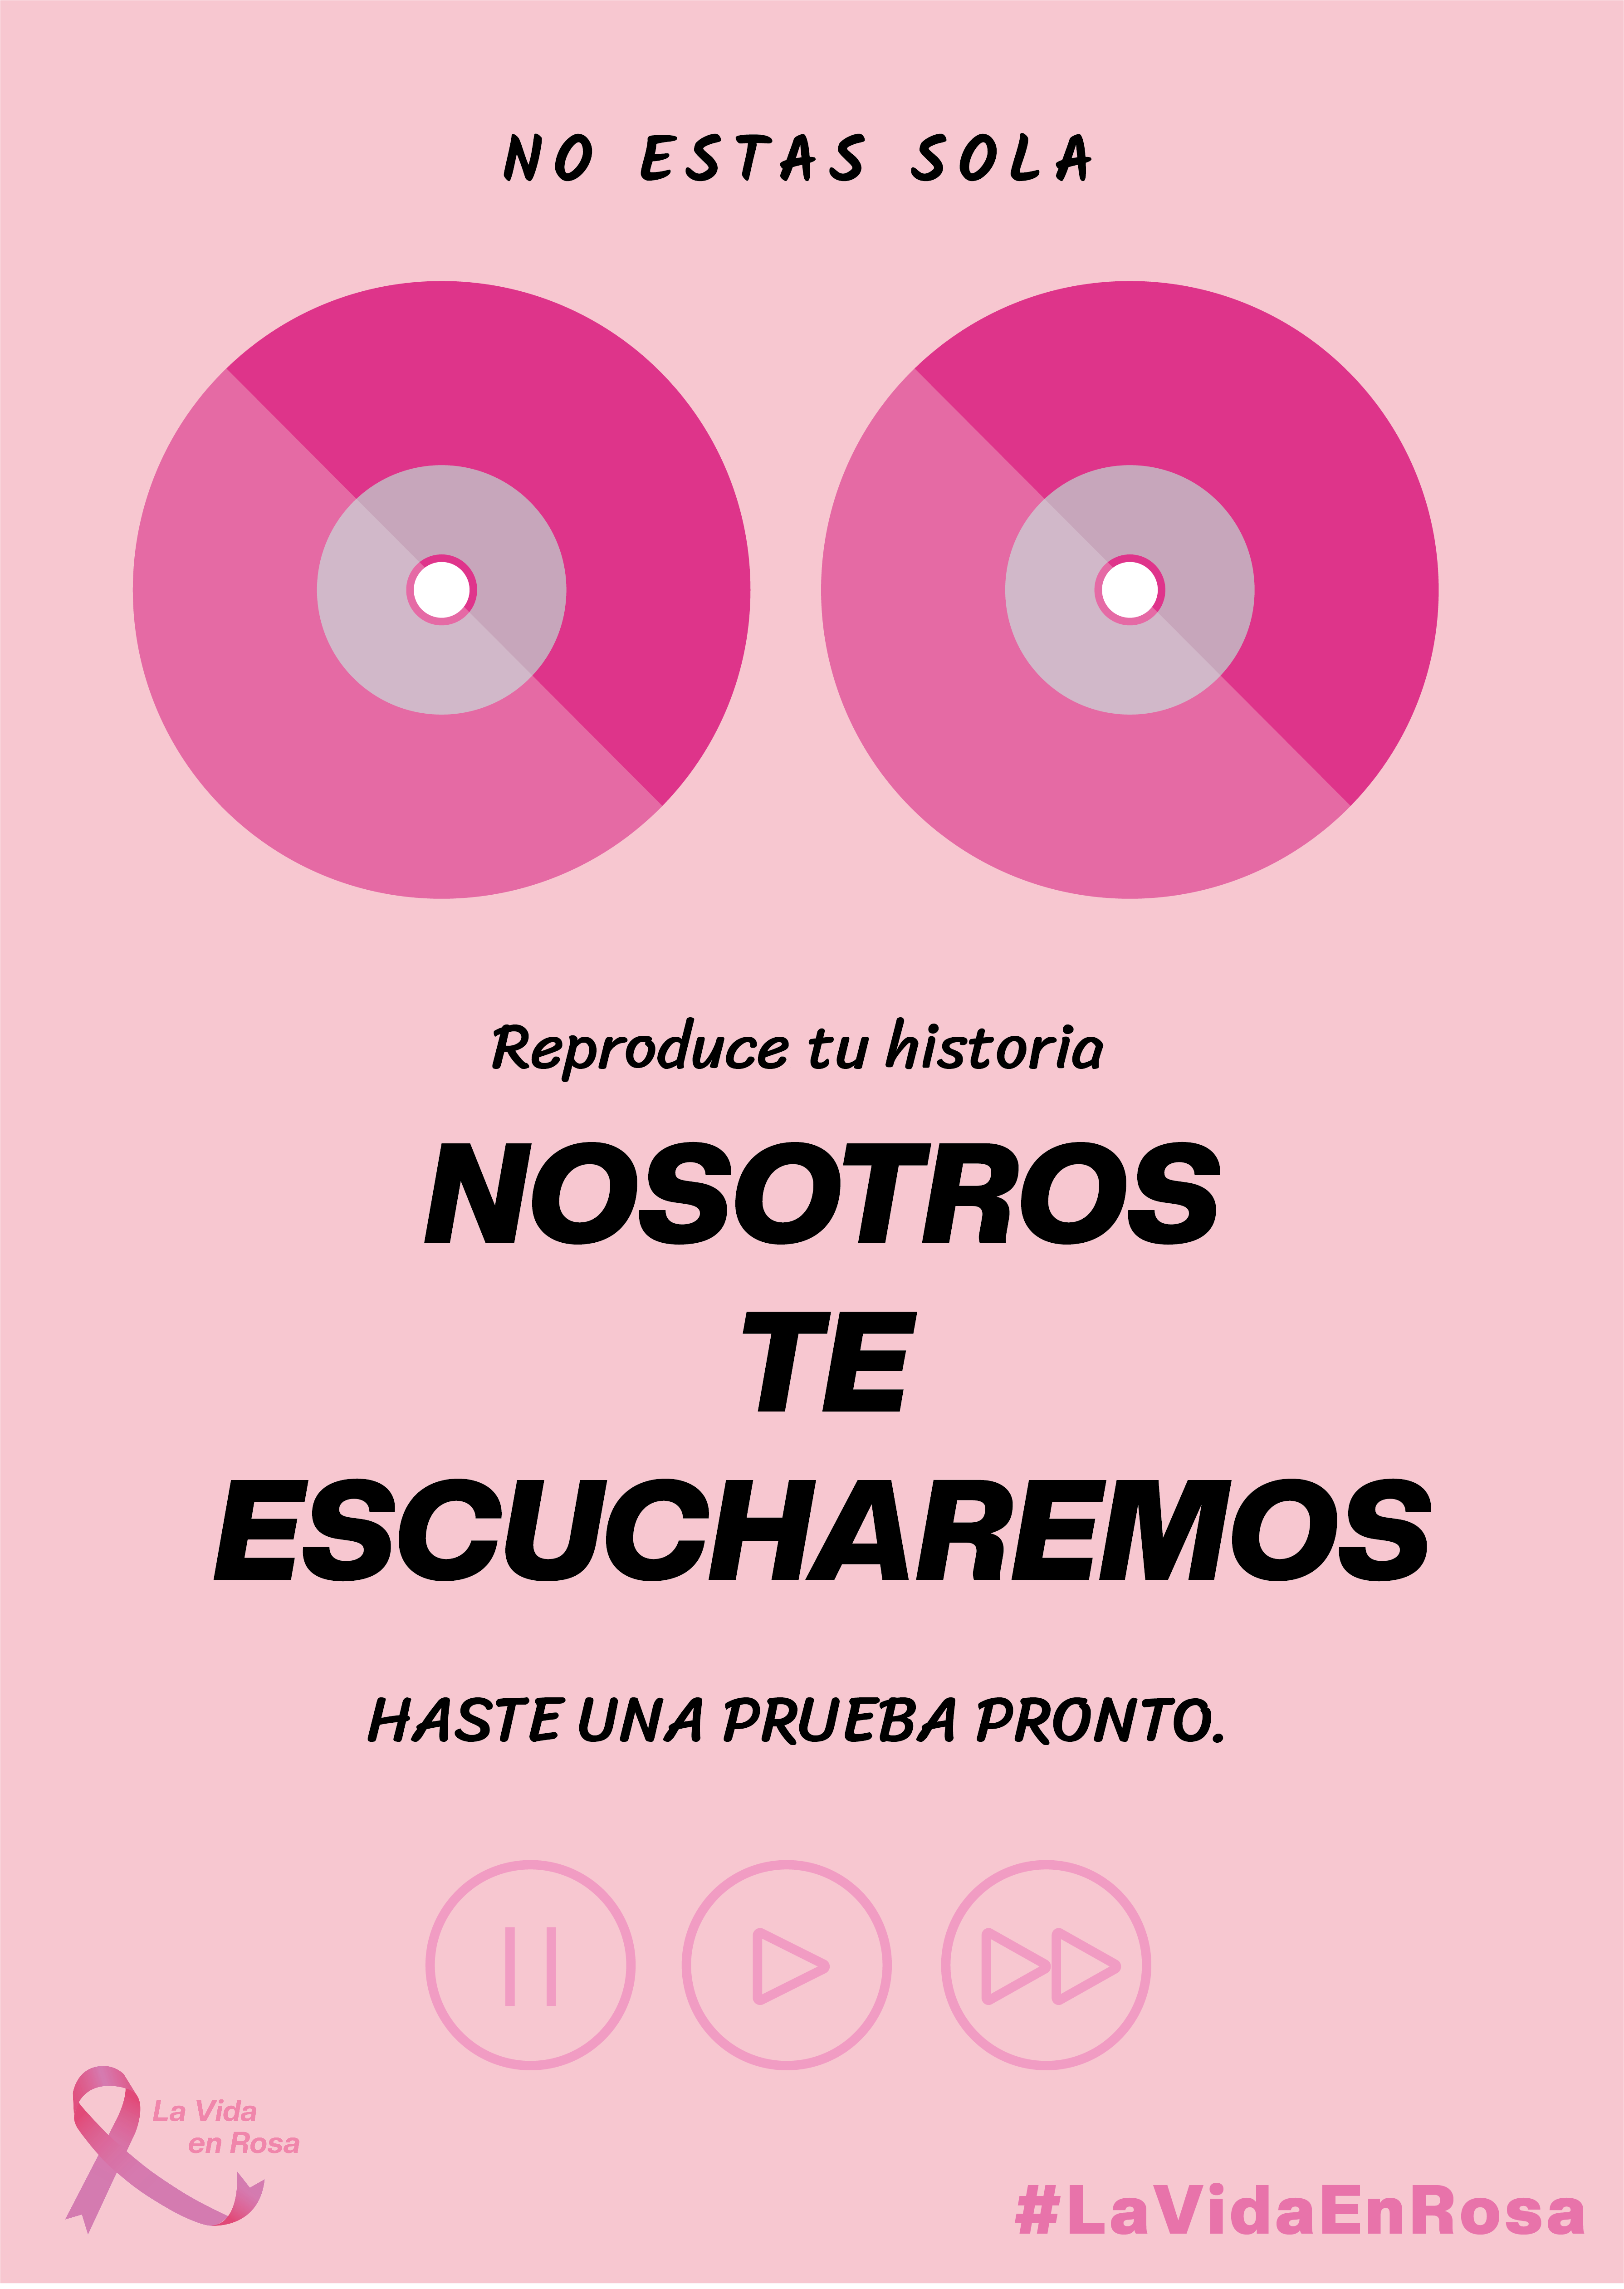 NO ESTAS SOLA
Reproduce tu historia
NOSOTROS
TE
ESCUCHAREMOS
HASTE UNA PRUEBA PRONTO.
La Vida
en Rosa
#LaVidaEnRosa